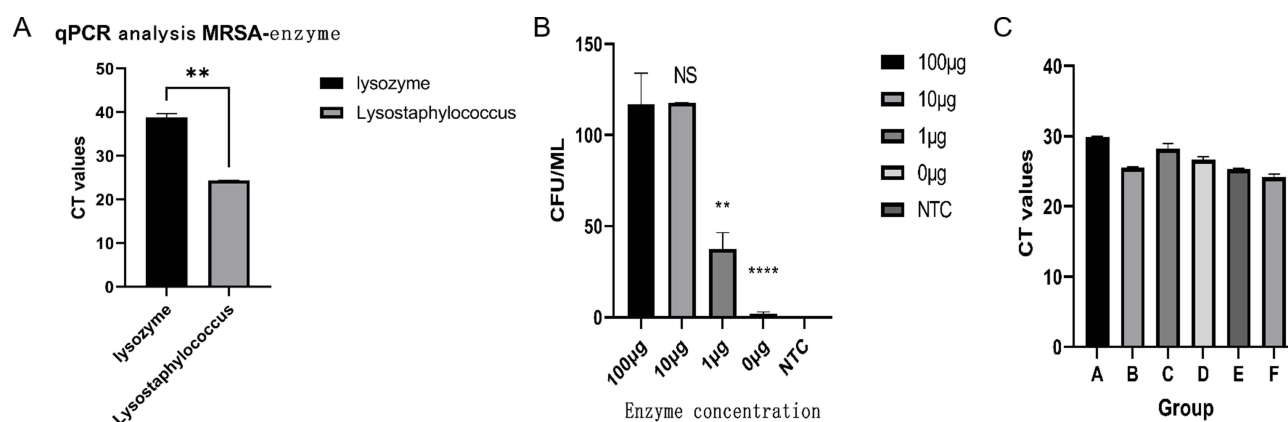 A
qPCR analysis MRSA-enzyme
50
40
30
20
10
0
CT values
**
lysozyme
Lysostaphylococcus
lysozyme
Lysostaphylococcus
B
150
100
50
0
CFU/ML
NS
**
****
100μg
10μg
1μg
0μg
NTC
Enzyme concentration
100μg
10μg
1μg
0μg
NTC
C
40
30
20
10
0
CT values
A B C D E F
Group